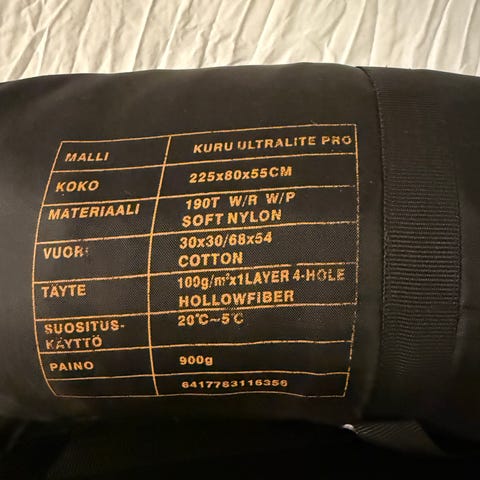 MALLI KURU ULTRALITE PRO
KOKO 225x80x55CM
MATERIAALI 190T W/R W/P
SOFT NYLON
VUORI 30x30/68x54
COTTON
TÄYTE 100g/m²x1LAYER 4-HOLE
HOLLOWFIBER
SUOSITUS- 20°C~5°C
KÄYTTÖ
PAINO 900g
6417783116356